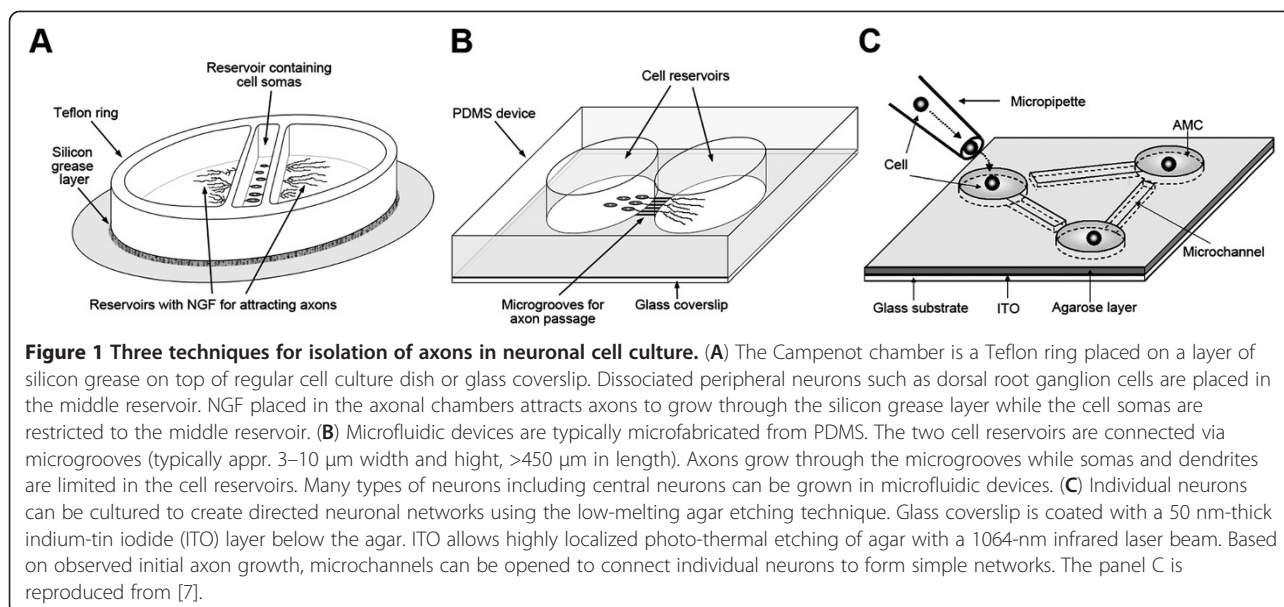 A
Reservoir containing
cell somas
Teflon ring
Silicon
grease
layer
Reservoirs with NGF for attracting axons
B
Cell reservoirs
PDMS device
Microgrooves for
axon passage
Glass coverslip
C
Micropipette
Cell
AMC
Microchannel
Glass substrate
ITO
Agarose layer
Figure 1 Three techniques for isolation of axons in neuronal cell culture. (A) The Campenot chamber is a Teflon ring placed on a layer of
silicon grease on top of regular cell culture dish or glass coverslip. Dissociated peripheral neurons such as dorsal root ganglion cells are placed in
the middle reservoir. NGF placed in the axonal chambers attracts axons to grow through the silicon grease layer while the cell somas are
restricted to the middle reservoir. (B) Microfluidic devices are typically microfabricated from PDMS. The two cell reservoirs are connected via
microgrooves (typically appr. 3–10 μm width and hight, >450 μm in length). Axons grow through the microgrooves while somas and dendrites
are limited in the cell reservoirs. Many types of neurons including central neurons can be grown in microfluidic devices. (C) Individual neurons
can be cultured to create directed neuronal networks using the low-melting agar etching technique. Glass coverslip is coated with a 50 nm-thick
indium-tin iodide (ITO) layer below the agar. ITO allows highly localized photo-thermal etching of agar with a 1064-nm infrared laser beam. Based
on observed initial axon growth, microchannels can be opened to connect individual neurons to form simple networks. The panel C is
reproduced from [7].